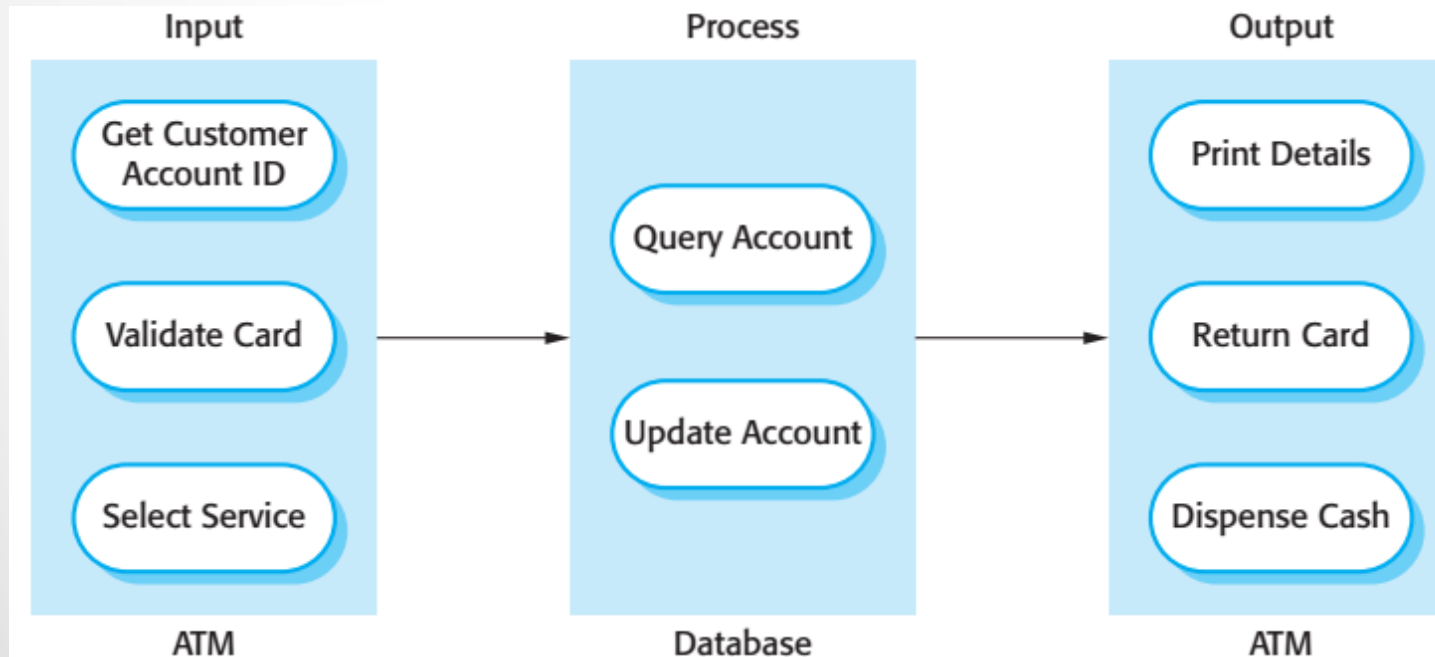 Input
Get Customer
Account ID
Validate Card
Select Service
ATM
Process
Query Account
Update Account
Database
Output
Print Details
Return Card
Dispense Cash
ATM